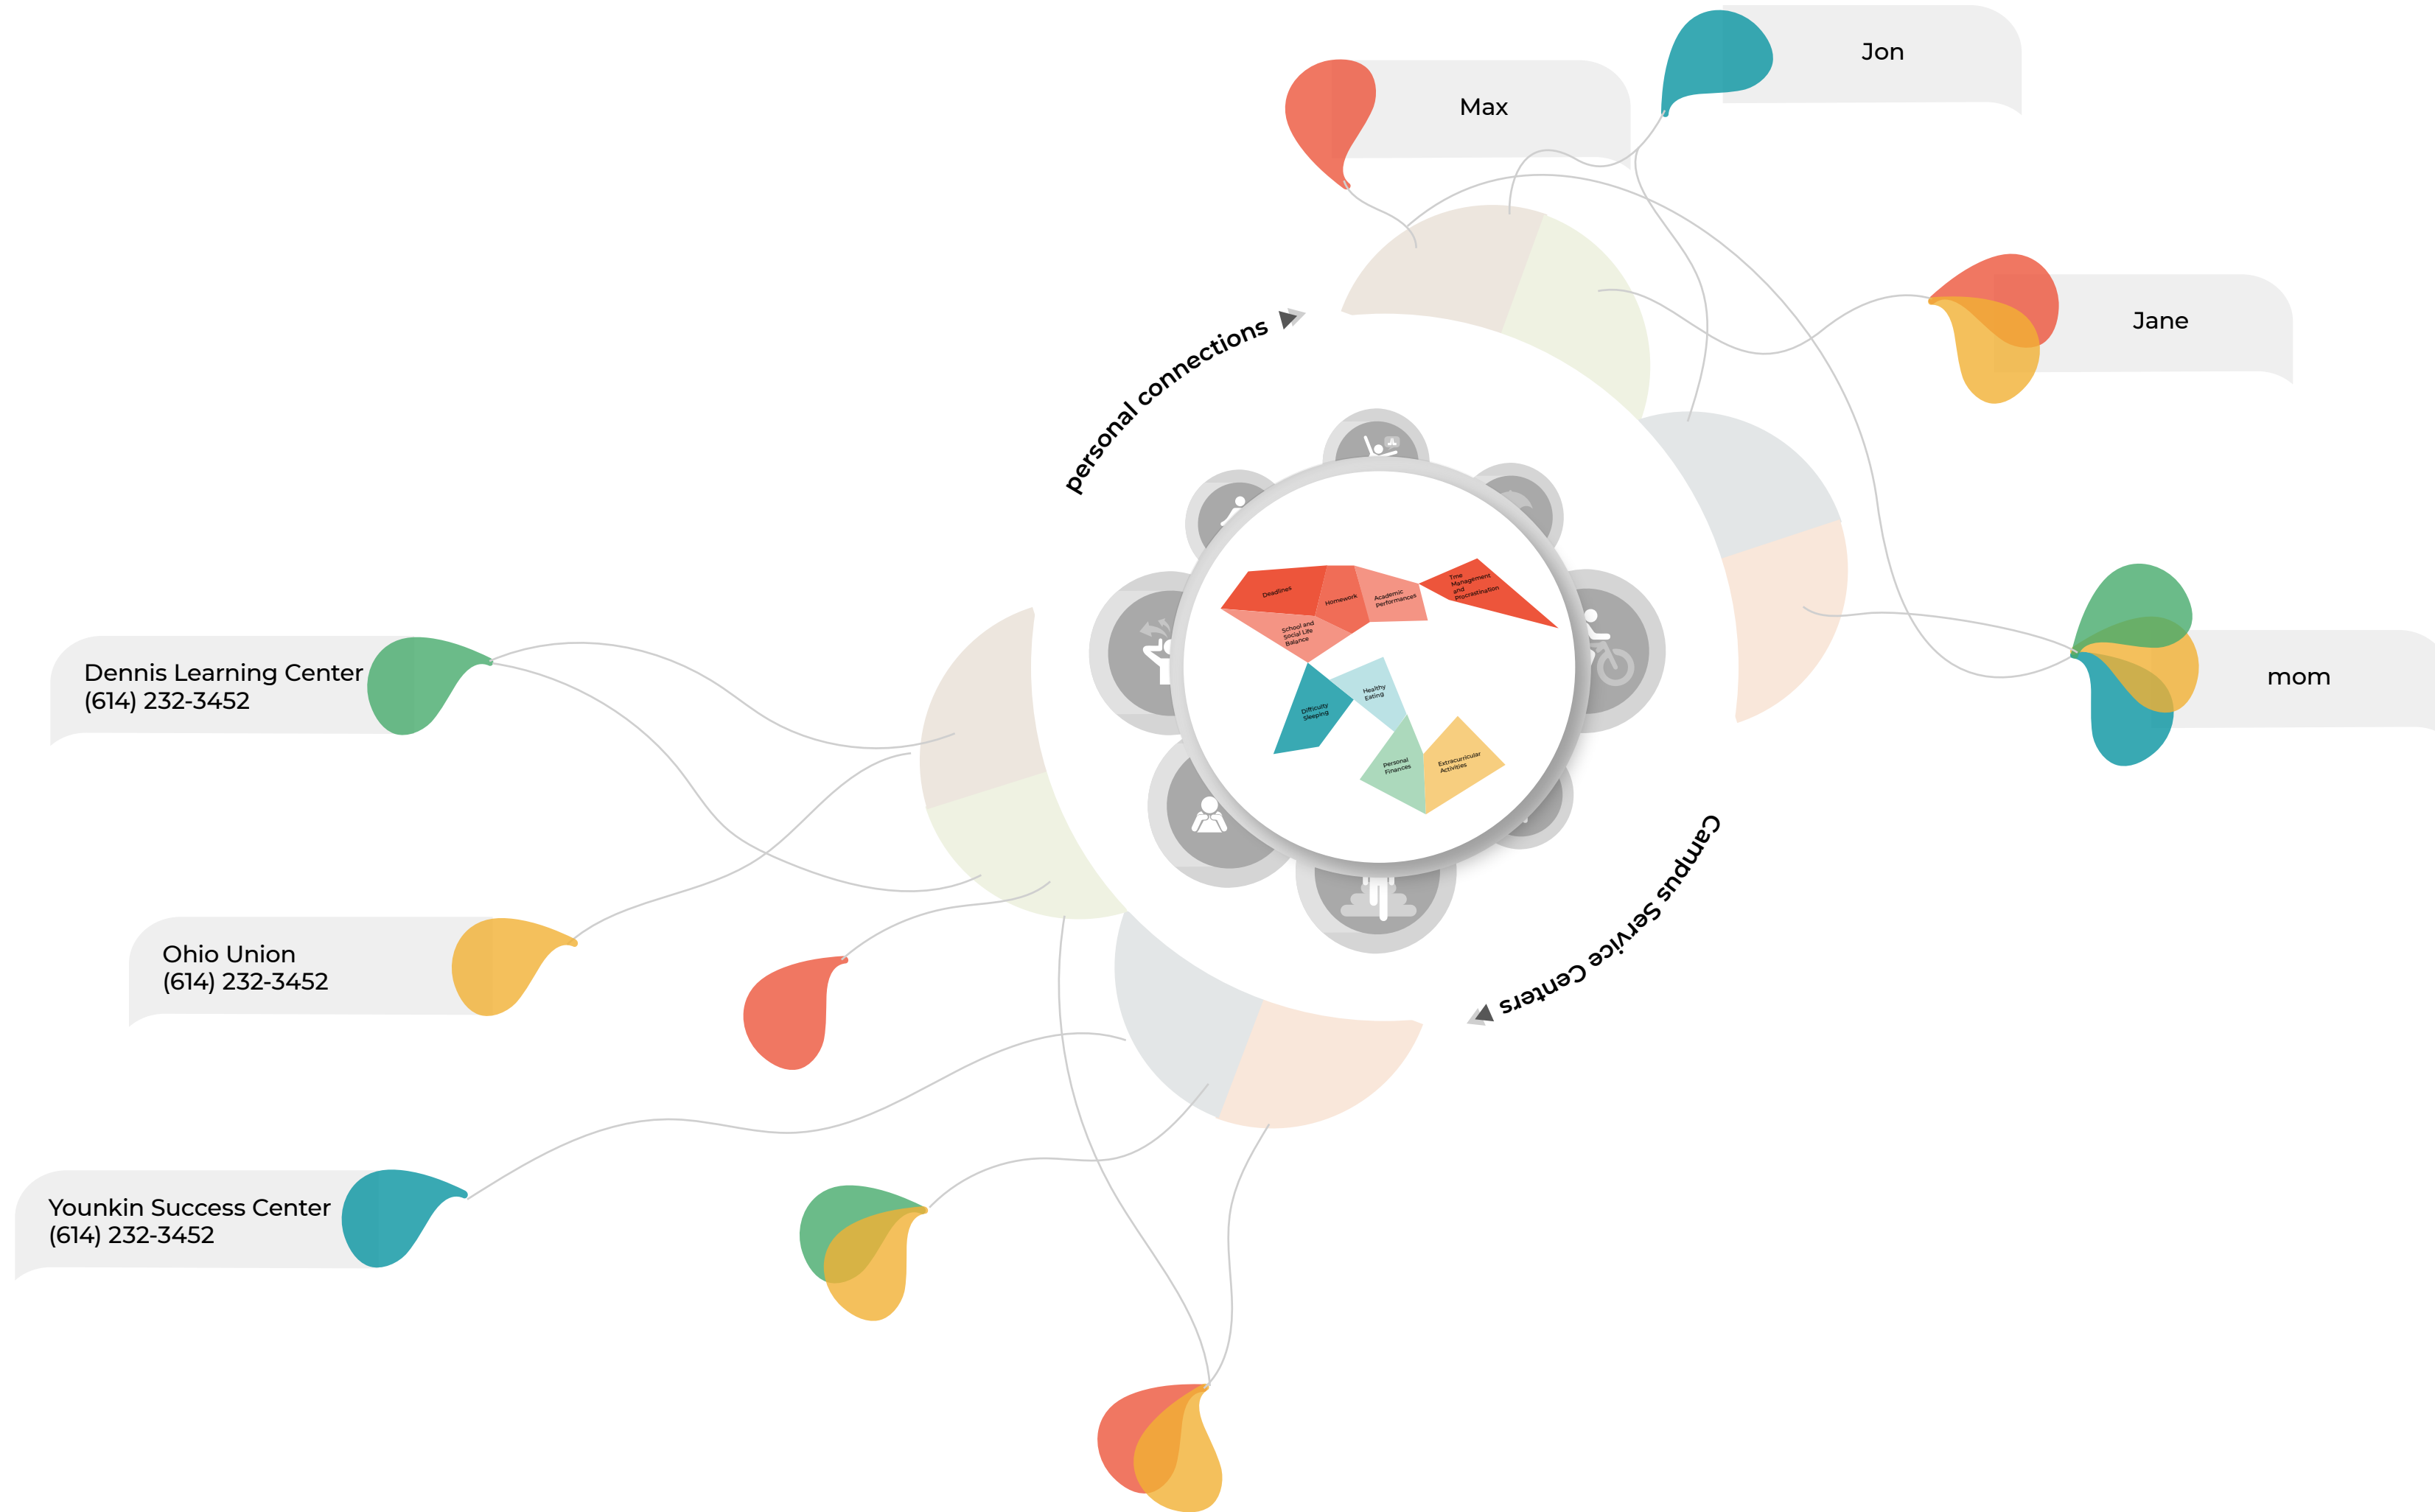 Jon
Max
Jane
personal connections
Deadlines
Homework
Academic
Performances
Time
Management
and
Procrastination
School and
Social Life
Balance
Healthy
Eating
Difficulty
Sleeping
Personal
Finances
Extracurricular
Activities
mom
Dennis Learning Center
(614) 232-3452
Campus Service Centers
Ohio Union
(614) 232-3452
Younkin Success Center
(614) 232-3452